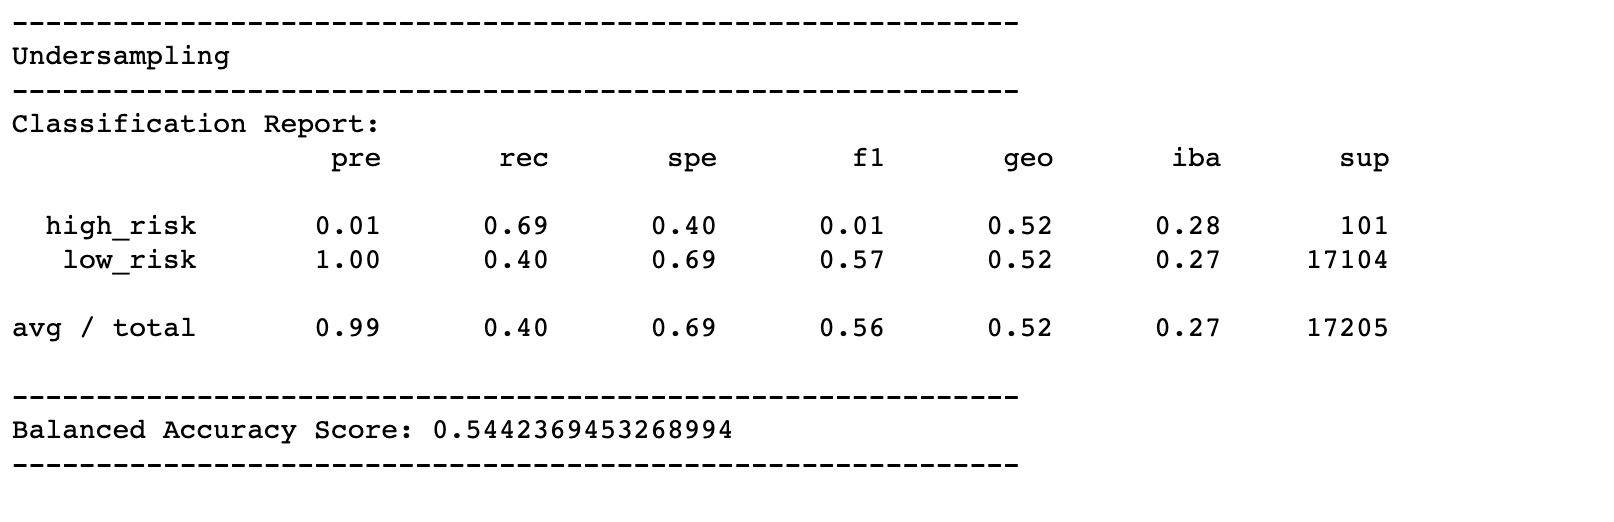 ------------------------------------------------------------
Undersampling
------------------------------------------------------------
Classification Report:
                   pre       rec       spe        f1       geo       iba       sup

  high_risk       0.01      0.69      0.40      0.01      0.52      0.28       101
   low_risk       1.00      0.40      0.69      0.57      0.52      0.27     17104

avg / total       0.99      0.40      0.69      0.56      0.52      0.27     17205

------------------------------------------------------------
Balanced Accuracy Score: 0.5442369453268994
------------------------------------------------------------